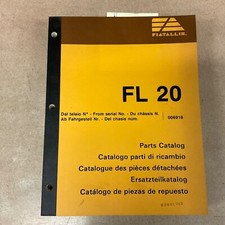 FIATALLIS
FL 20
Dal telaio N° - From serial No. - Du châssis N.
Ab Fahrgestell Nr. - Del chasis núm.
Parts Catalog
Catalogo parti di ricambio
Catalogue des pièces détachées
Ersatzteilkatalog
Catálogo de piezas de repuesto